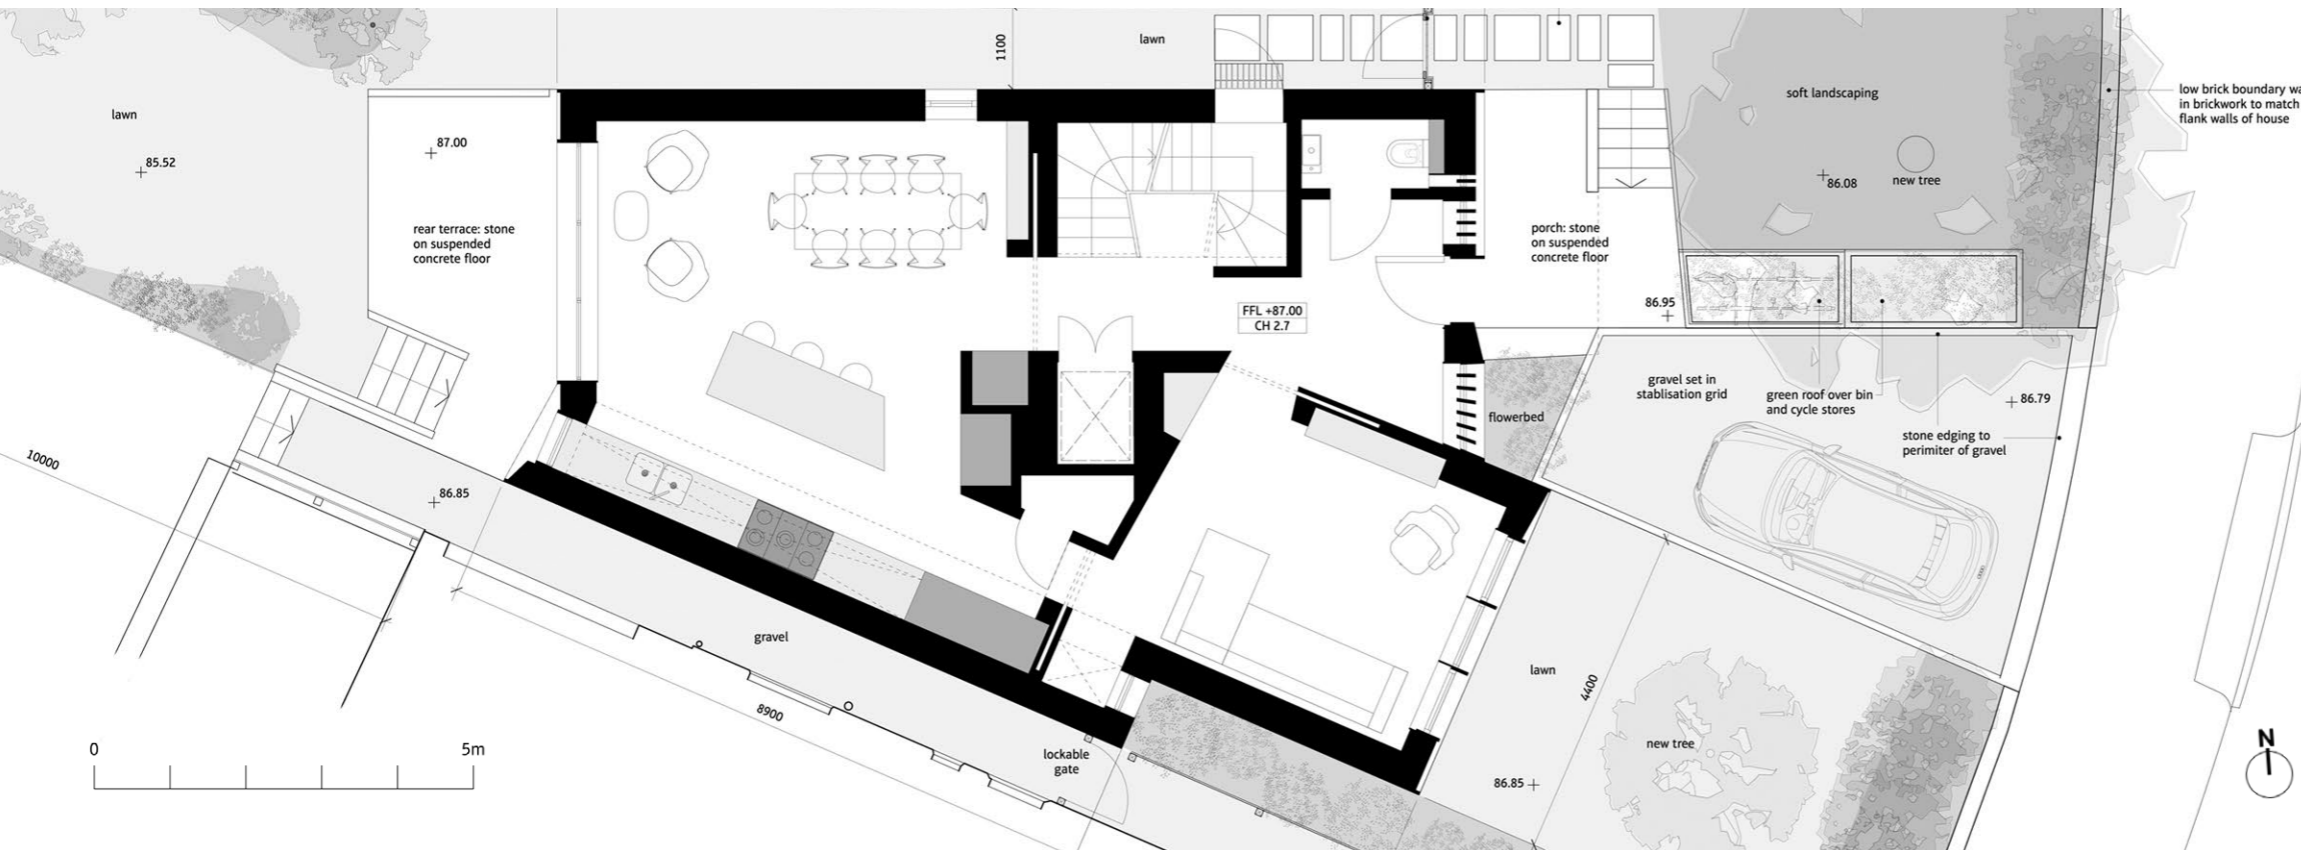 1100
lawn
lawn
85.52
87.00
rear terrace: stone
on suspended
concrete floor
porch: stone
on suspended
concrete floor
soft landscaping
86.08
new tree
low brick boundary wa
in brickwork to match
flank walls of house
FFL +87.00
CH 2.7
86.95
flowerbed
gravel set in
stablisation grid
green roof over bin
and cycle stores
86.79
stone edging to
perimiter of gravel
10000
86.85
gravel
8900
lockable
gate
lawn
4400
new tree
86.85
0 5m
N